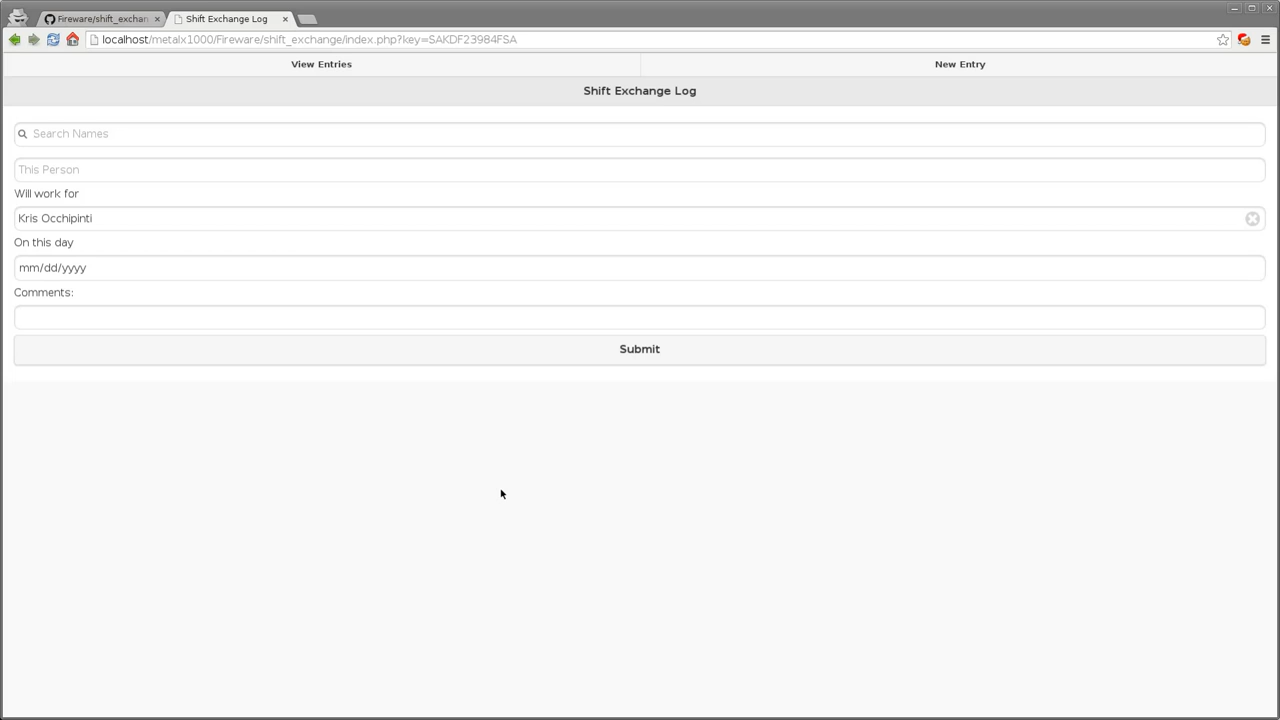 Fireware/shift_exchan
Shift Exchange Log
localhost/metalx1000/Fireware/shift_exchange/index.php?key=SAKDF23984FSA
View Entries
New Entry
Shift Exchange Log
Search Names
This Person
Will work for
Kris Occhipinti
On this day
mm/dd/yyyy
Comments:
Submit